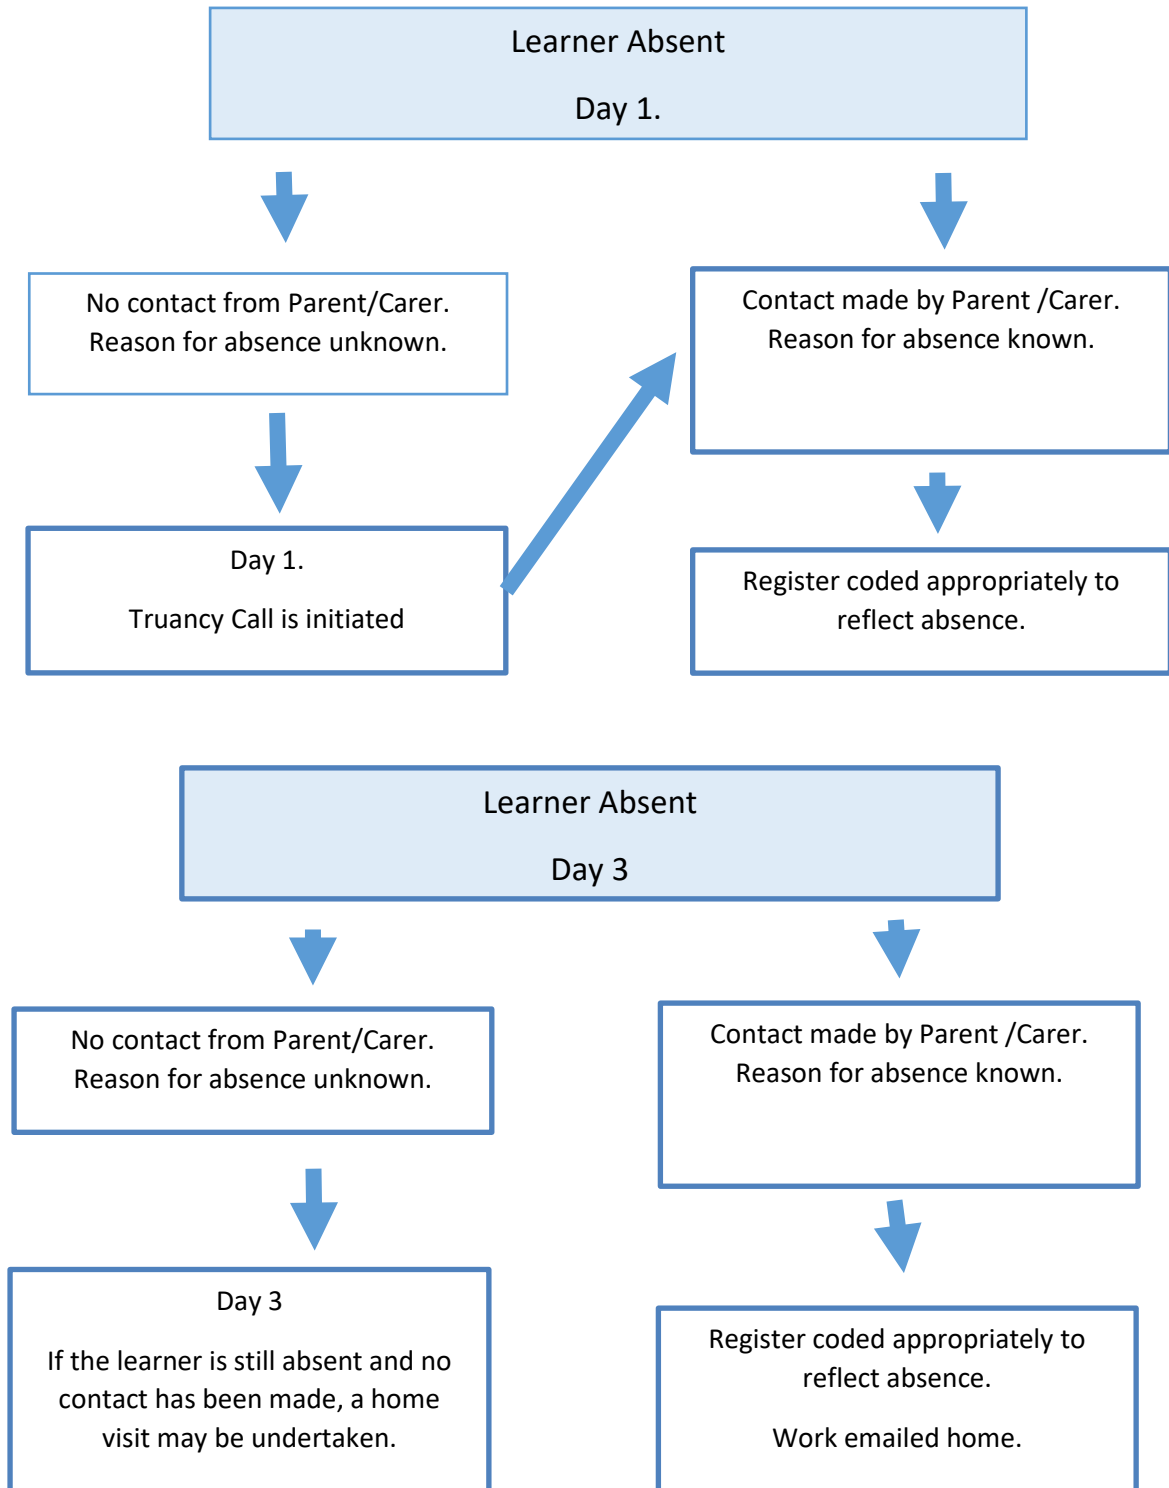 Learner Absent
Day 1.
No contact from Parent/Carer.
Reason for absence unknown.
Contact made by Parent /Carer.
Reason for absence known.
Day 1.
Truancy Call is initiated
Register coded appropriately to
reflect absence.
Learner Absent
Day 3
No contact from Parent/Carer.
Reason for absence unknown.
Contact made by Parent /Carer.
Reason for absence known.
Day 3
If the learner is still absent and no
contact has been made, a home
visit may be undertaken.
Register coded appropriately to
reflect absence.
Work emailed home.